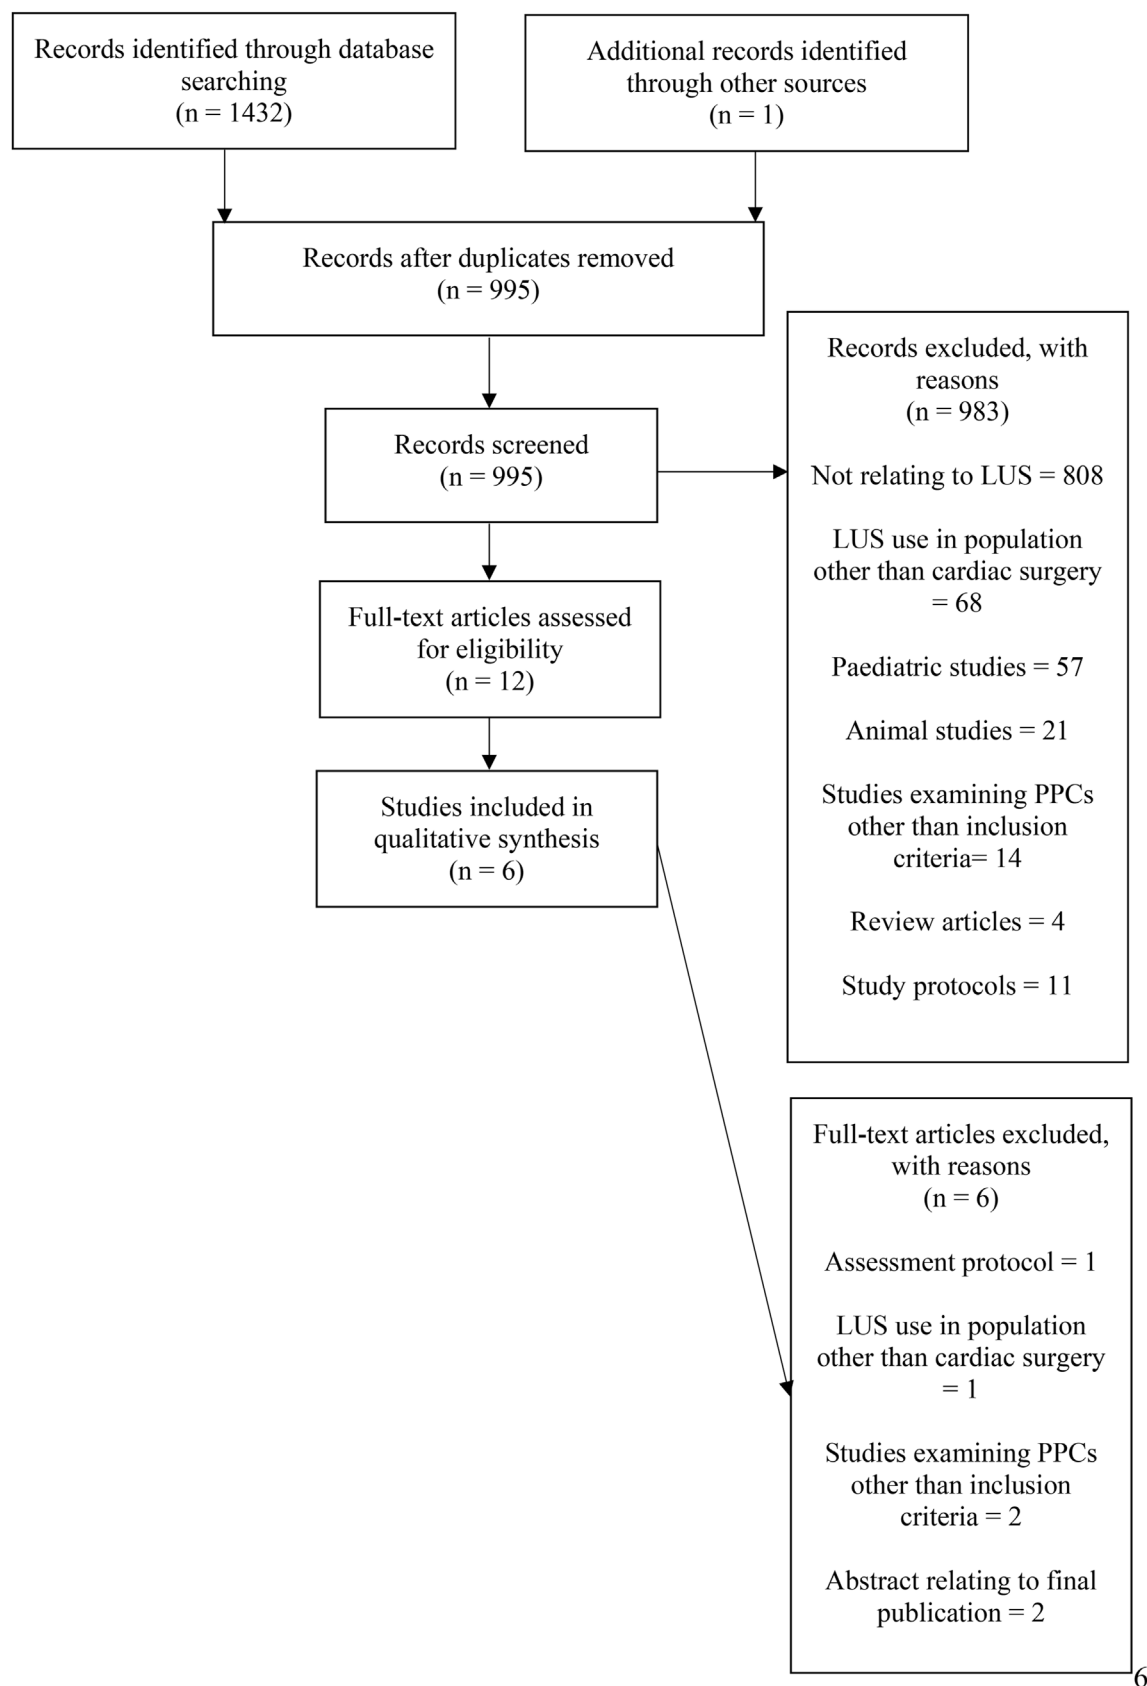 Records identified through database
searching
(n = 1432)
Additional records identified
through other sources
(n = 1)
Records after duplicates removed
(n = 995)
Records screened
(n = 995)
Records excluded, with
reasons
(n = 983)
Not relating to LUS = 808
LUS use in population
other than cardiac surgery
= 68
Paediatric studies = 57
Animal studies = 21
Studies examining PPCs
other than inclusion
criteria= 14
Review articles = 4
Study protocols = 11
Full-text articles assessed
for eligibility
(n = 12)
Studies included in
qualitative synthesis
(n = 6)
Full-text articles excluded,
with reasons
(n = 6)
Assessment protocol = 1
LUS use in population
other than cardiac surgery
= 1
Studies examining PPCs
other than inclusion
criteria = 2
Abstract relating to final
publication = 2
6